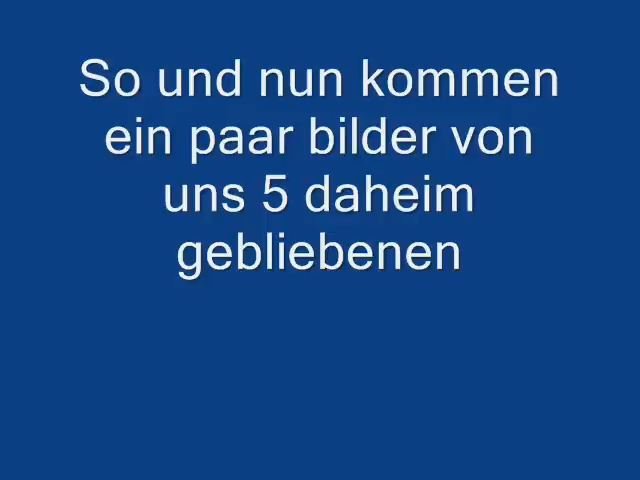 So und nun kommen
ein paar bilder von
uns 5 daheim
gebliebenen